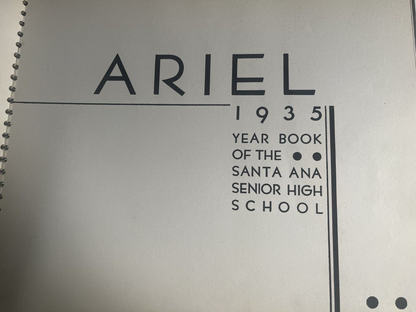 ARIEL
1935
YEAR BOOK
OF THE
SANTA ANA
SENIOR HIGH
SCHOOL